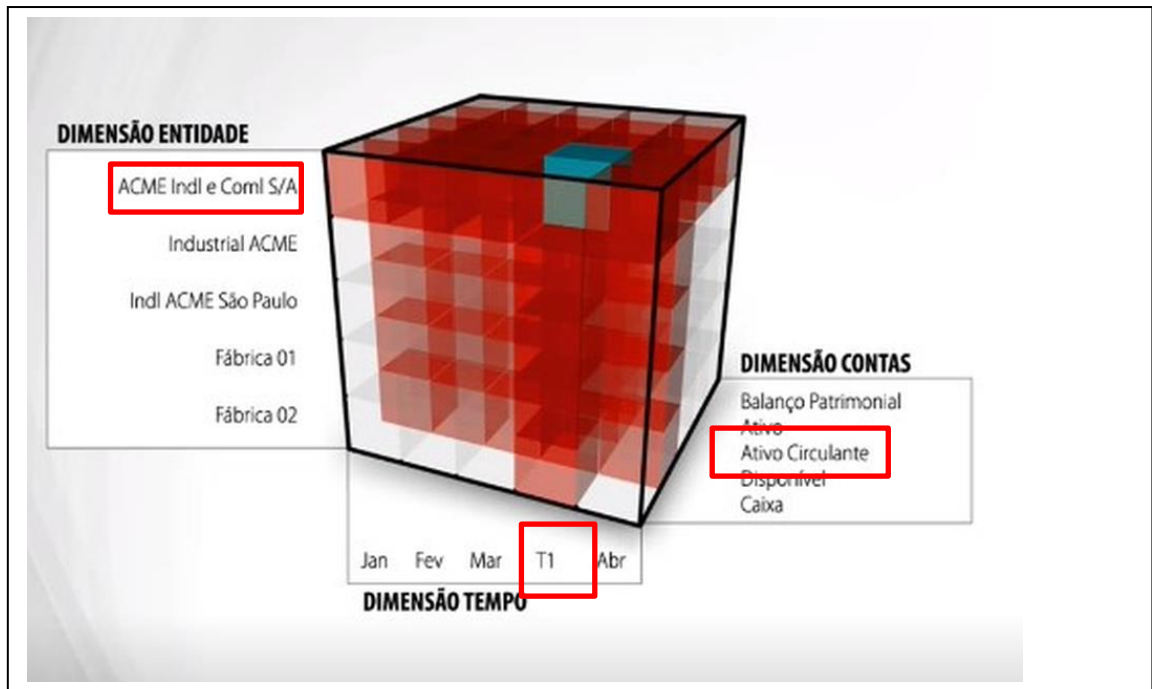 DIMENSÃO ENTIDADE
ACME Indl e Coml S/A
Industrial ACME
Indl ACME São Paulo
Fábrica 01
Fábrica 02
DIMENSÃO CONTAS
Balanço Patrimonial
Ativo
Ativo Circulante
Disponível
Caixa
Jan Fev Mar T1 Abr
DIMENSÃO TEMPO